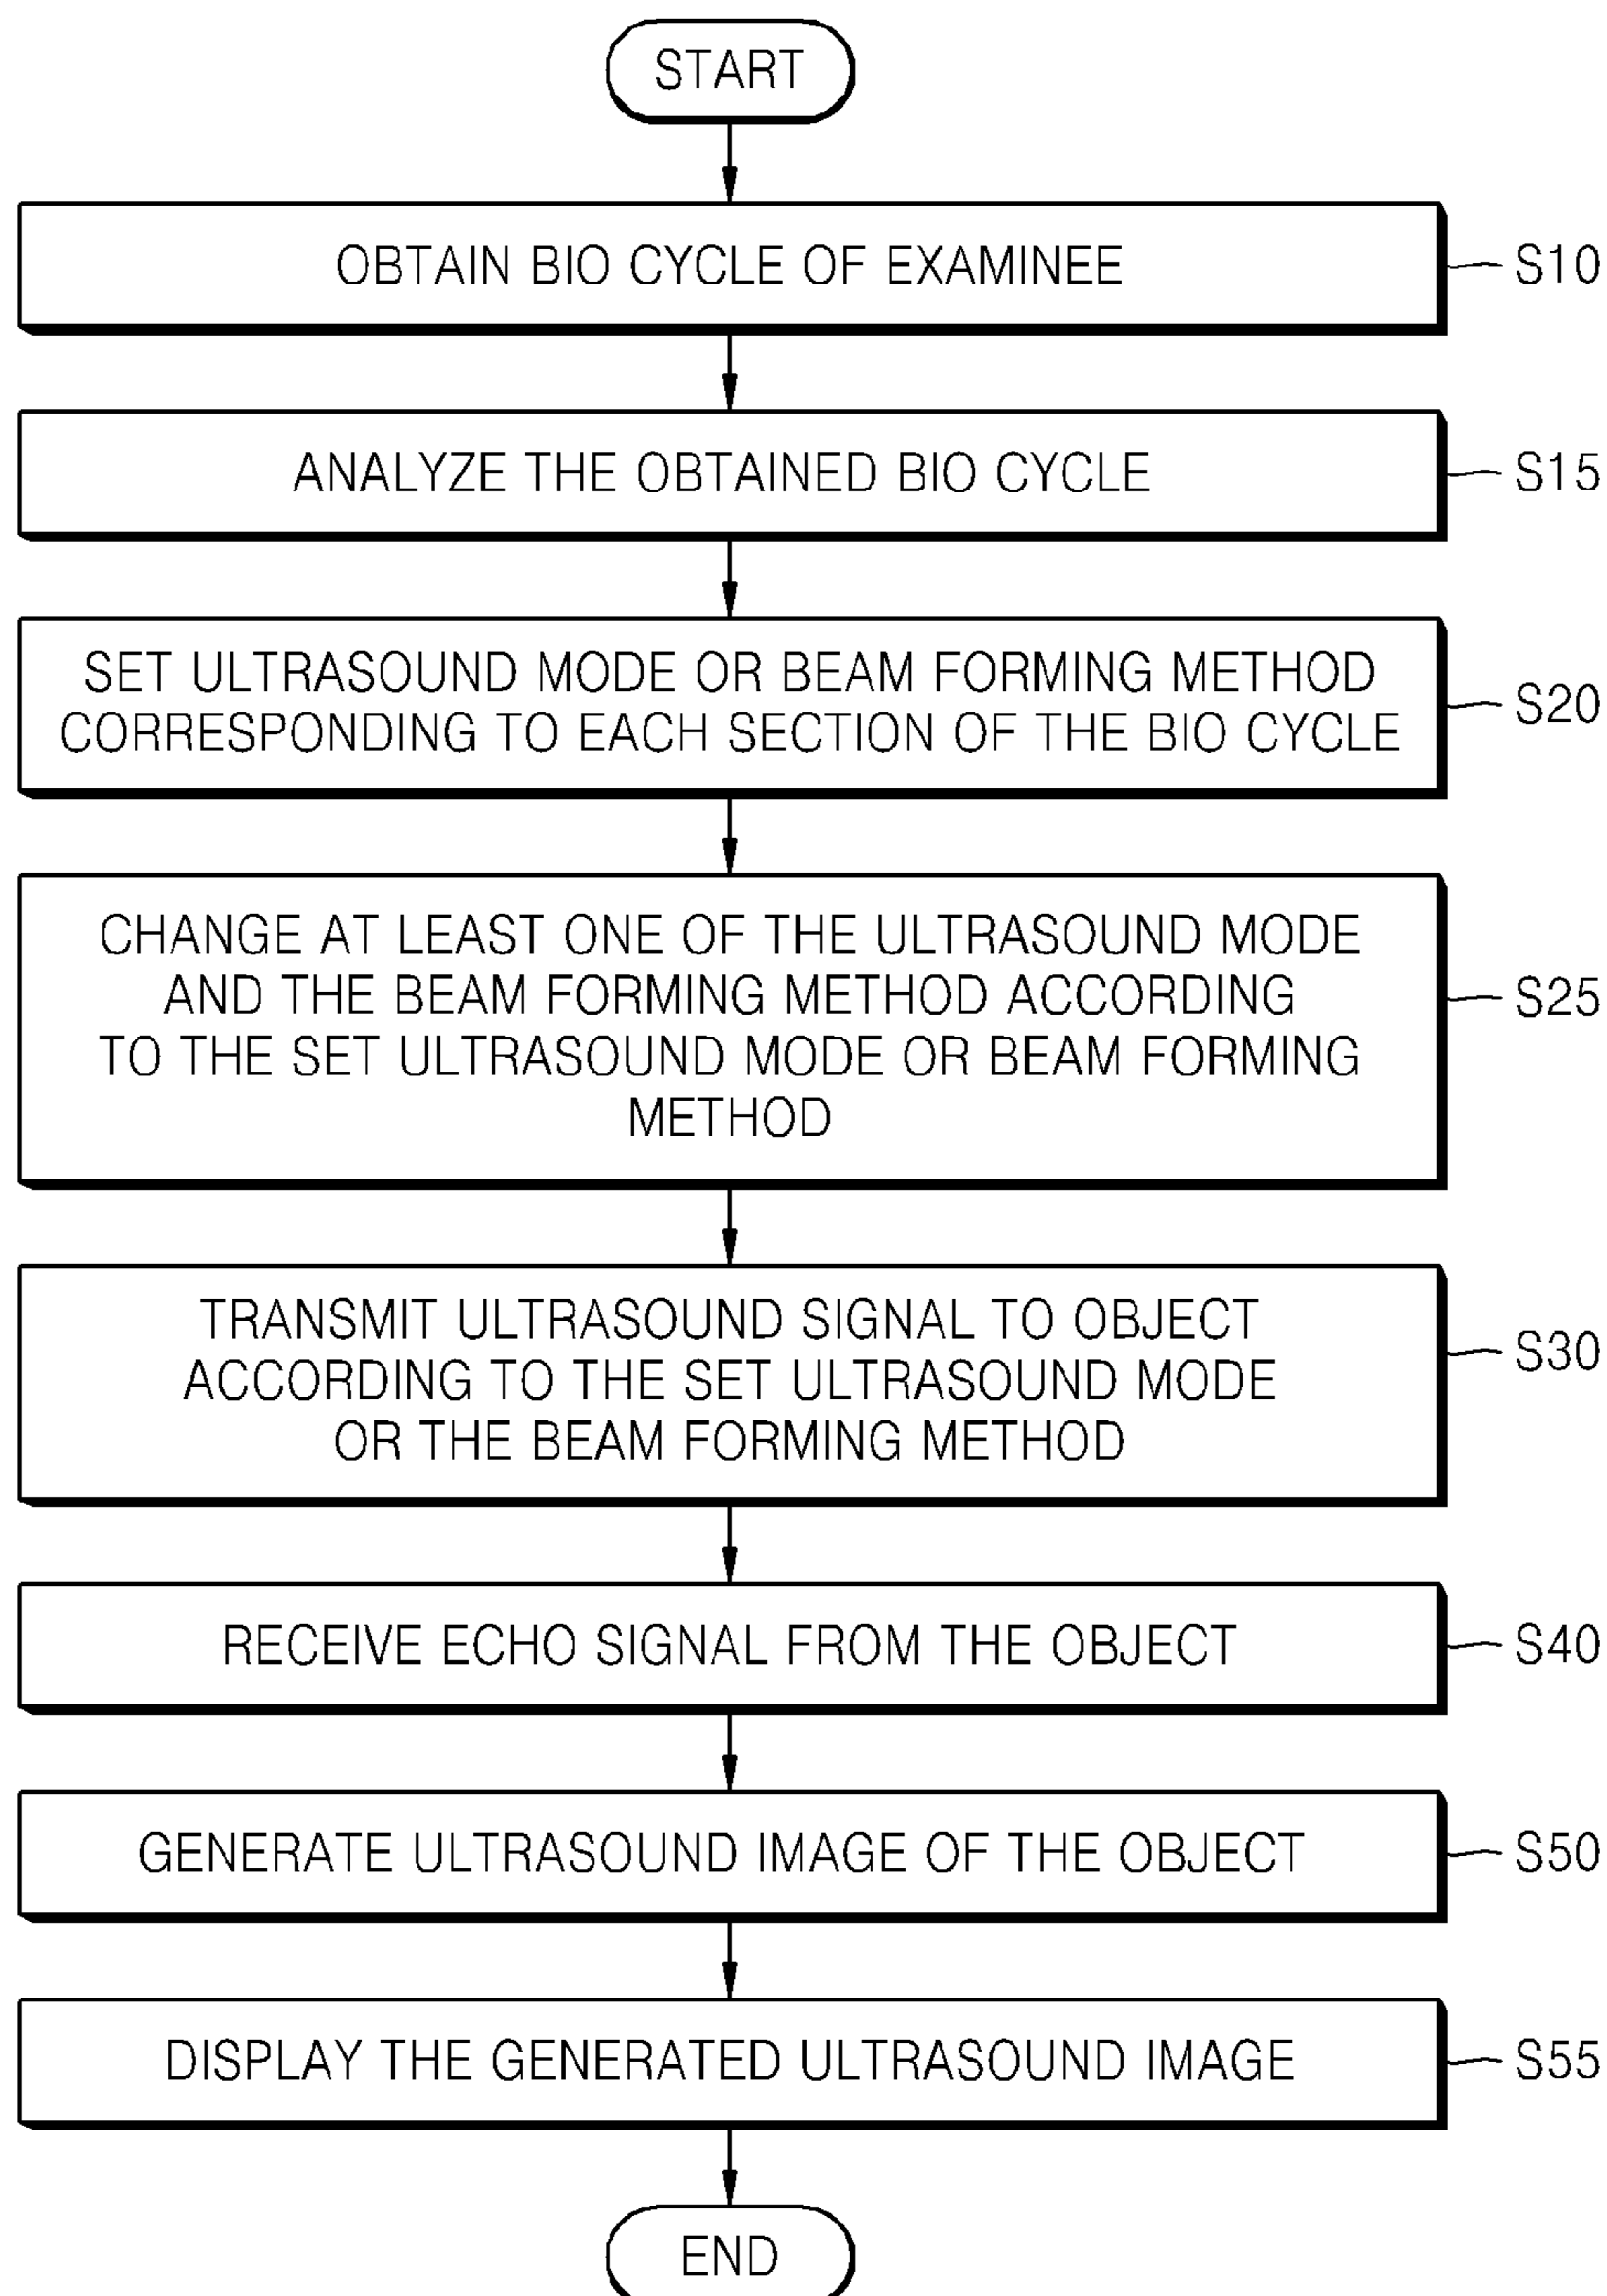 START
OBTAIN BIO CYCLE OF EXAMINEE
S10
ANALYZE THE OBTAINED BIO CYCLE
S15
SET ULTRASOUND MODE OR BEAM FORMING METHOD
CORRESPONDING TO EACH SECTION OF THE BIO CYCLE
S20
CHANGE AT LEAST ONE OF THE ULTRASOUND MODE
AND THE BEAM FORMING METHOD ACCORDING
TO THE SET ULTRASOUND MODE OR BEAM FORMING
METHOD
S25
TRANSMIT ULTRASOUND SIGNAL TO OBJECT
ACCORDING TO THE SET ULTRASOUND MODE
OR THE BEAM FORMING METHOD
S30
RECEIVE ECHO SIGNAL FROM THE OBJECT
S40
GENERATE ULTRASOUND IMAGE OF THE OBJECT
S50
DISPLAY THE GENERATED ULTRASOUND IMAGE
S55
END